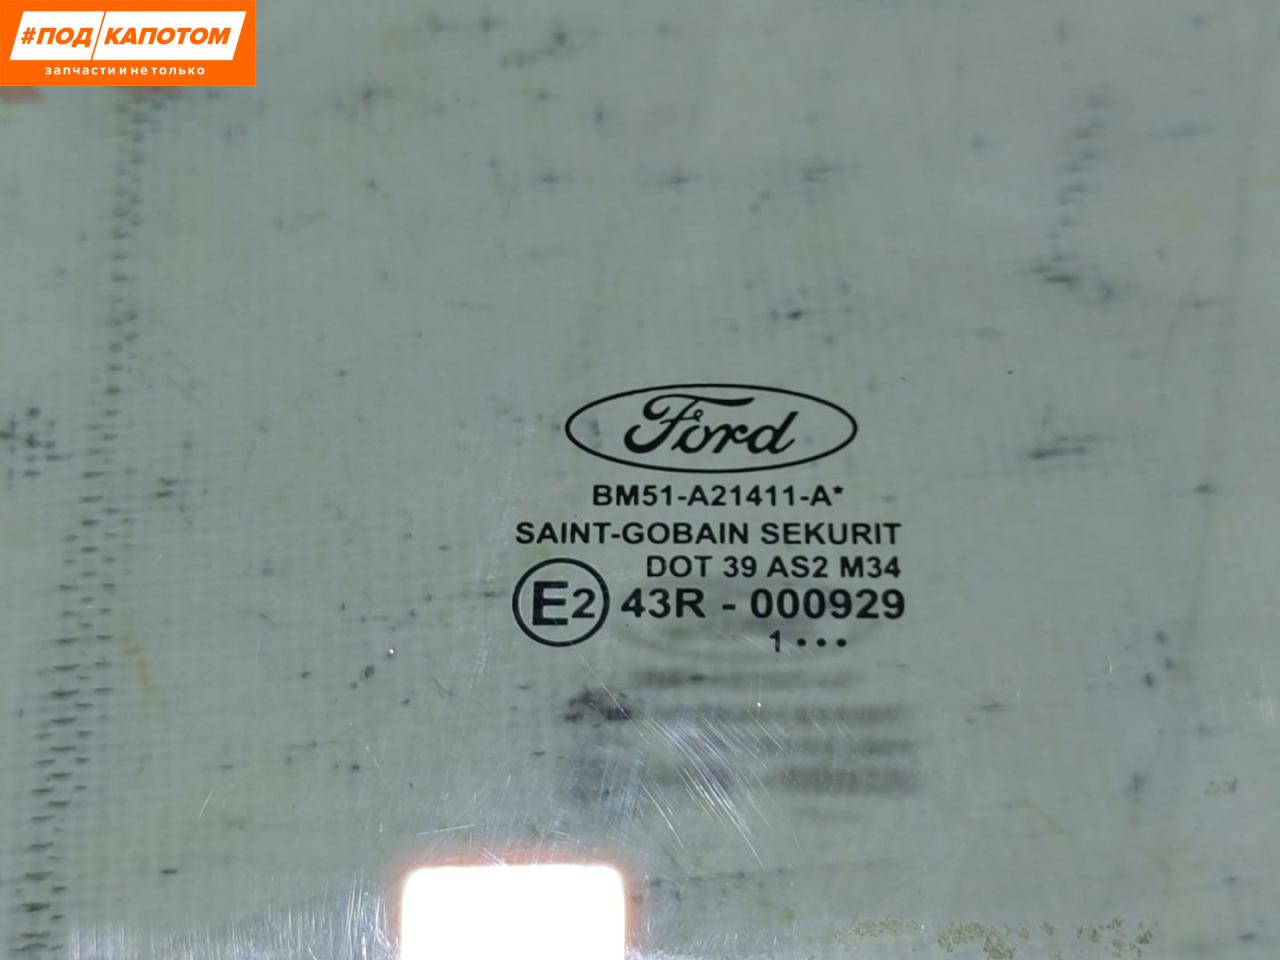 #ПОД КАПОТОМ
запчасти и не только
Ford
BM51-A21411-A*
SAINT-GOBAIN SEKURIT
DOT 39 AS2 M34
E2 43R - 000929
1 •••